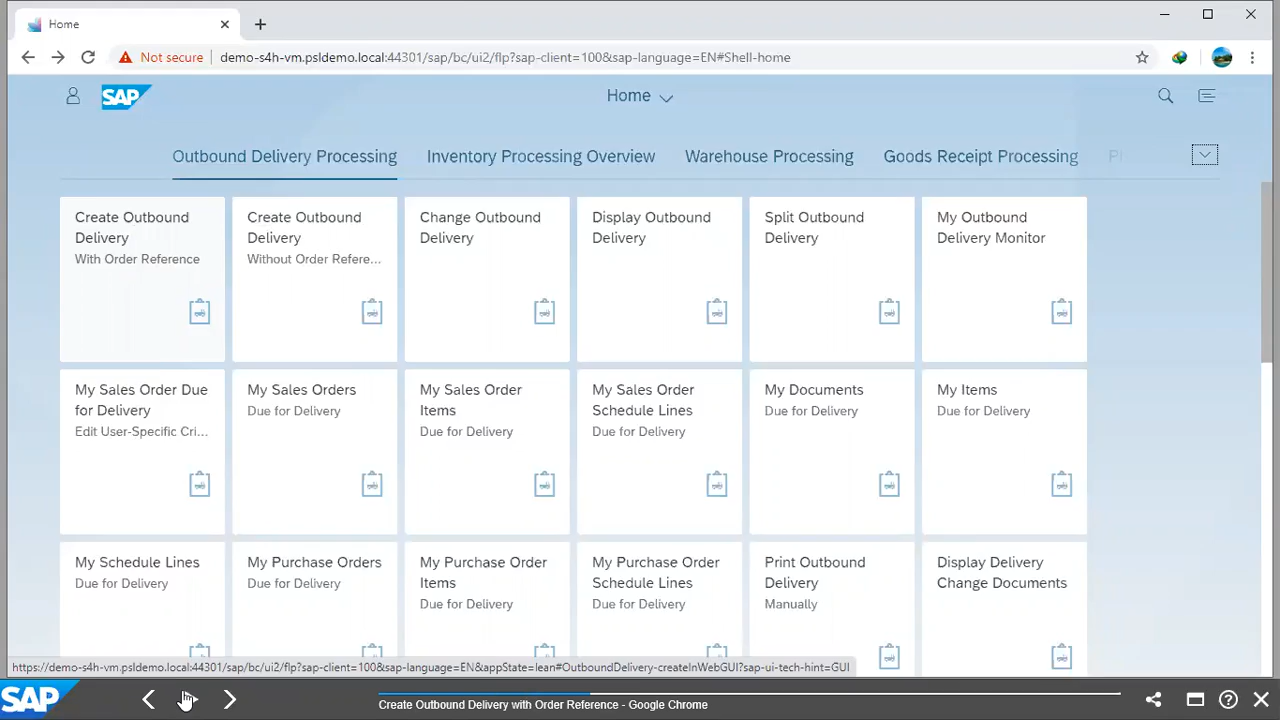 Home
Not secure
demo-s4h-vm.psldemo.local:44301/sap/bc/ui2/flp?sap-client=100&sap-language=EN#Shell-home
SAP
Home
Outbound Delivery Processing
Inventory Processing Overview
Warehouse Processing
Goods Receipt Processing
Create Outbound
Delivery
With Order Reference
Create Outbound
Delivery
Without Order Refere...
Change Outbound
Delivery
Display Outbound
Delivery
Split Outbound
Delivery
My Outbound
Delivery Monitor
My Sales Order Due
for Delivery
Edit User-Specific Cri...
My Sales Orders
Due for Delivery
My Sales Order
Items
Due for Delivery
My Sales Order
Schedule Lines
Due for Delivery
My Documents
Due for Delivery
My Items
Due for Delivery
My Schedule Lines
Due for Delivery
My Purchase Orders
Due for Delivery
My Purchase Order
Items
Due for Delivery
My Purchase Order
Schedule Lines
Due for Delivery
Print Outbound
Delivery
Manually
Display Delivery
Change Documents
https://demo-s4h-vm.psldemo.local:44301/sap/bc/ui2/flp?sap-client=100&sap-language=EN&appState=lean#OutboundDelivery-createInWebGUI?sap-ui-tech-hint=GUI
SAP
Create Outbound Delivery with Order Reference - Google Chrome